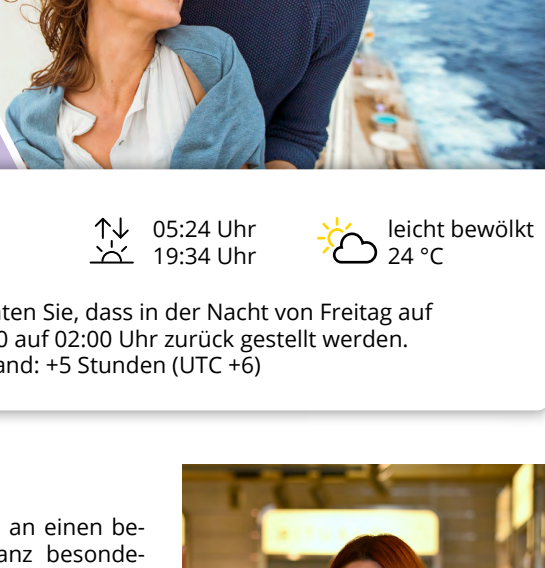 05:24 Uhr
19:34 Uhr
leicht bewölkt
24 °C
ten Sie, dass in der Nacht von Freitag auf
0 auf 02:00 Uhr zurück gestellt werden.
and: +5 Stunden (UTC +6)
an einen be-
anz besonde-